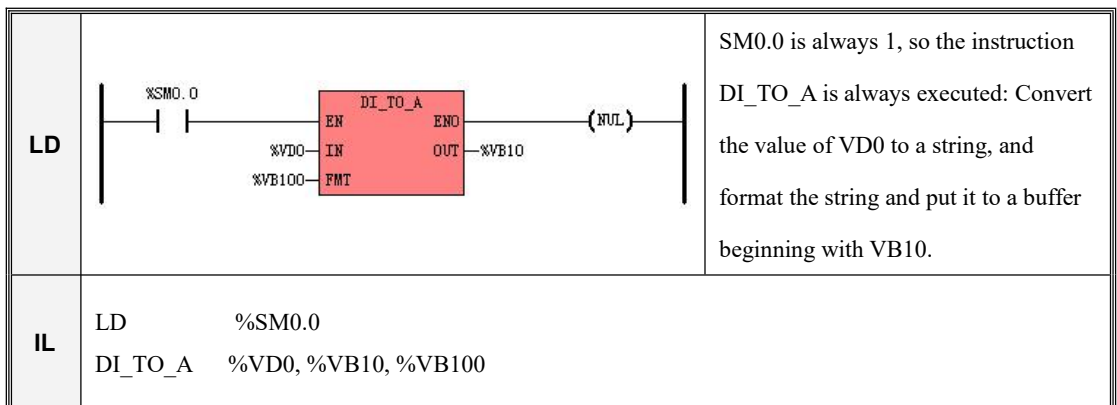 LD
%SM0.0
DI_TO_A
EN ENO
(NUL)
%VD0 IN OUT %VB10
%VB100 FMT
SM0.0 is always 1, so the instruction
DI_TO_A is always executed: Convert
the value of VD0 to a string, and
format the string and put it to a buffer
beginning with VB10.
IL
LD %SM0.0
DI_TO_A %VD0, %VB10, %VB100